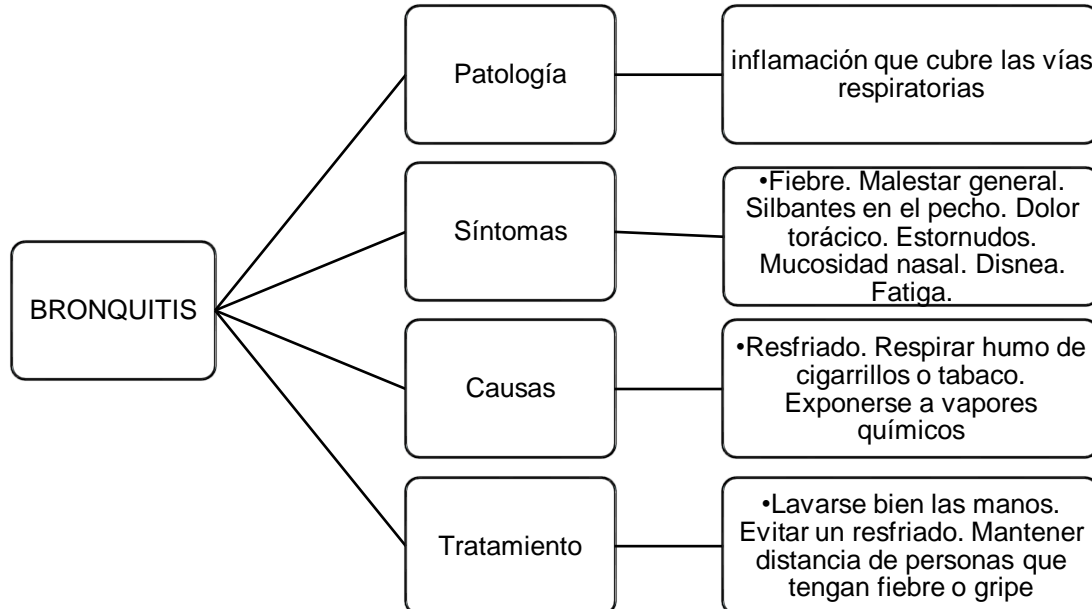 BRONQUITIS
Patología
inflamación que cubre las vías
respiratorias
Síntomas
•Fiebre. Malestar general.
Silbantes en el pecho. Dolor
torácico. Estornudos.
Mucosidad nasal. Disnea.
Fatiga.
Causas
•Resfriado. Respirar humo de
cigarrillos o tabaco.
Exponerse a vapores
químicos
Tratamiento
•Lavarse bien las manos.
Evitar un resfriado. Mantener
distancia de personas que
tengan fiebre o gripe